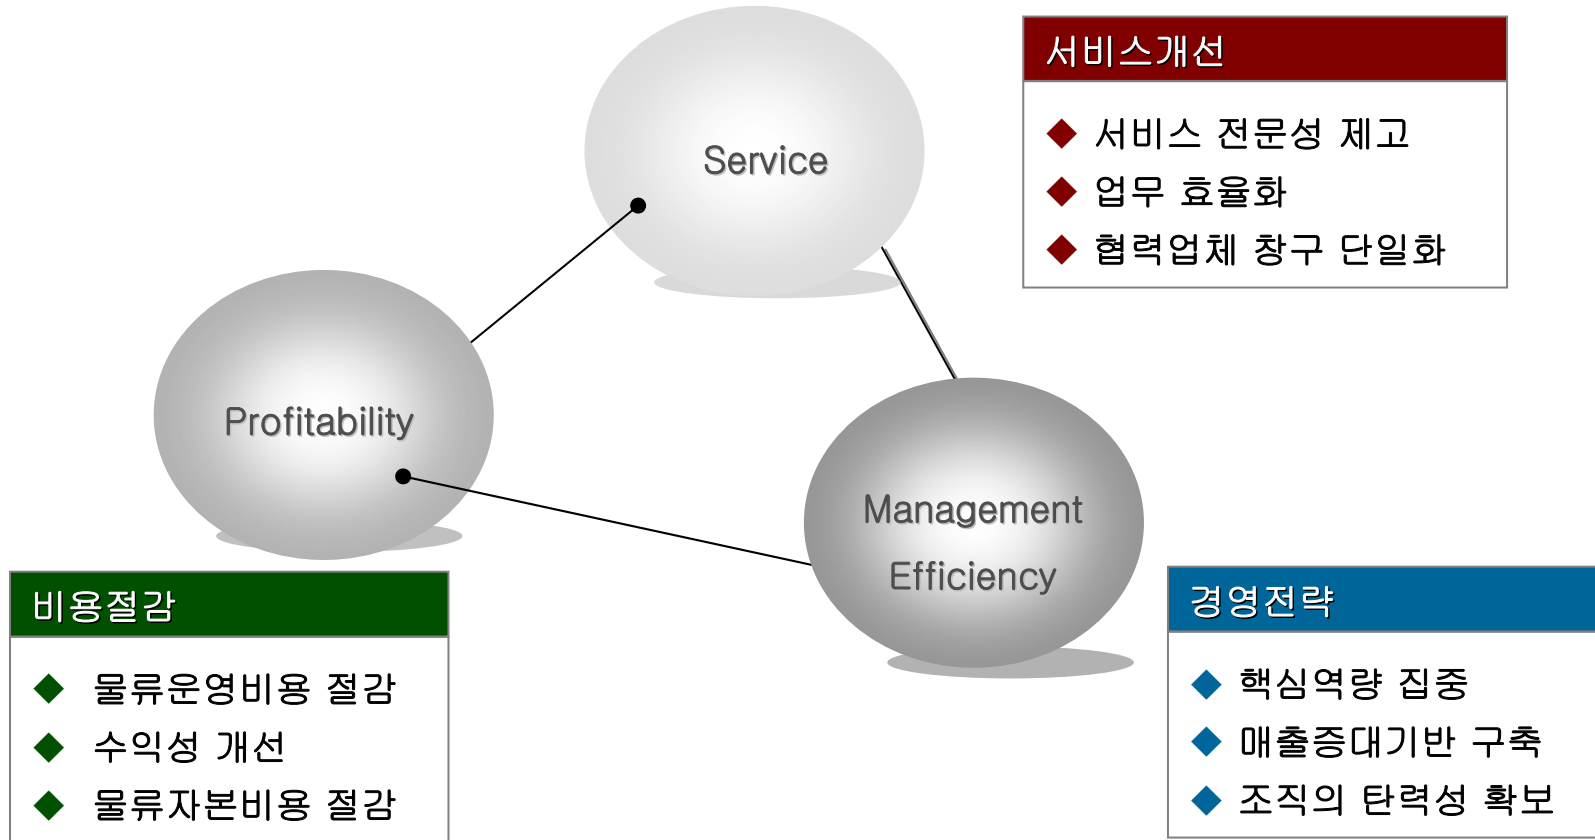 서비스개선
Service
서비스 전문성 제고
업무 효율화
협력업체 창구 단일화
Profitability
Management
Efficiency
비용절감
물류운영비용 절감
수익성 개선
물류자본비용 절감
경영전략
핵심역량 집중
매출증대기반 구축
조직의 탄력성 확보